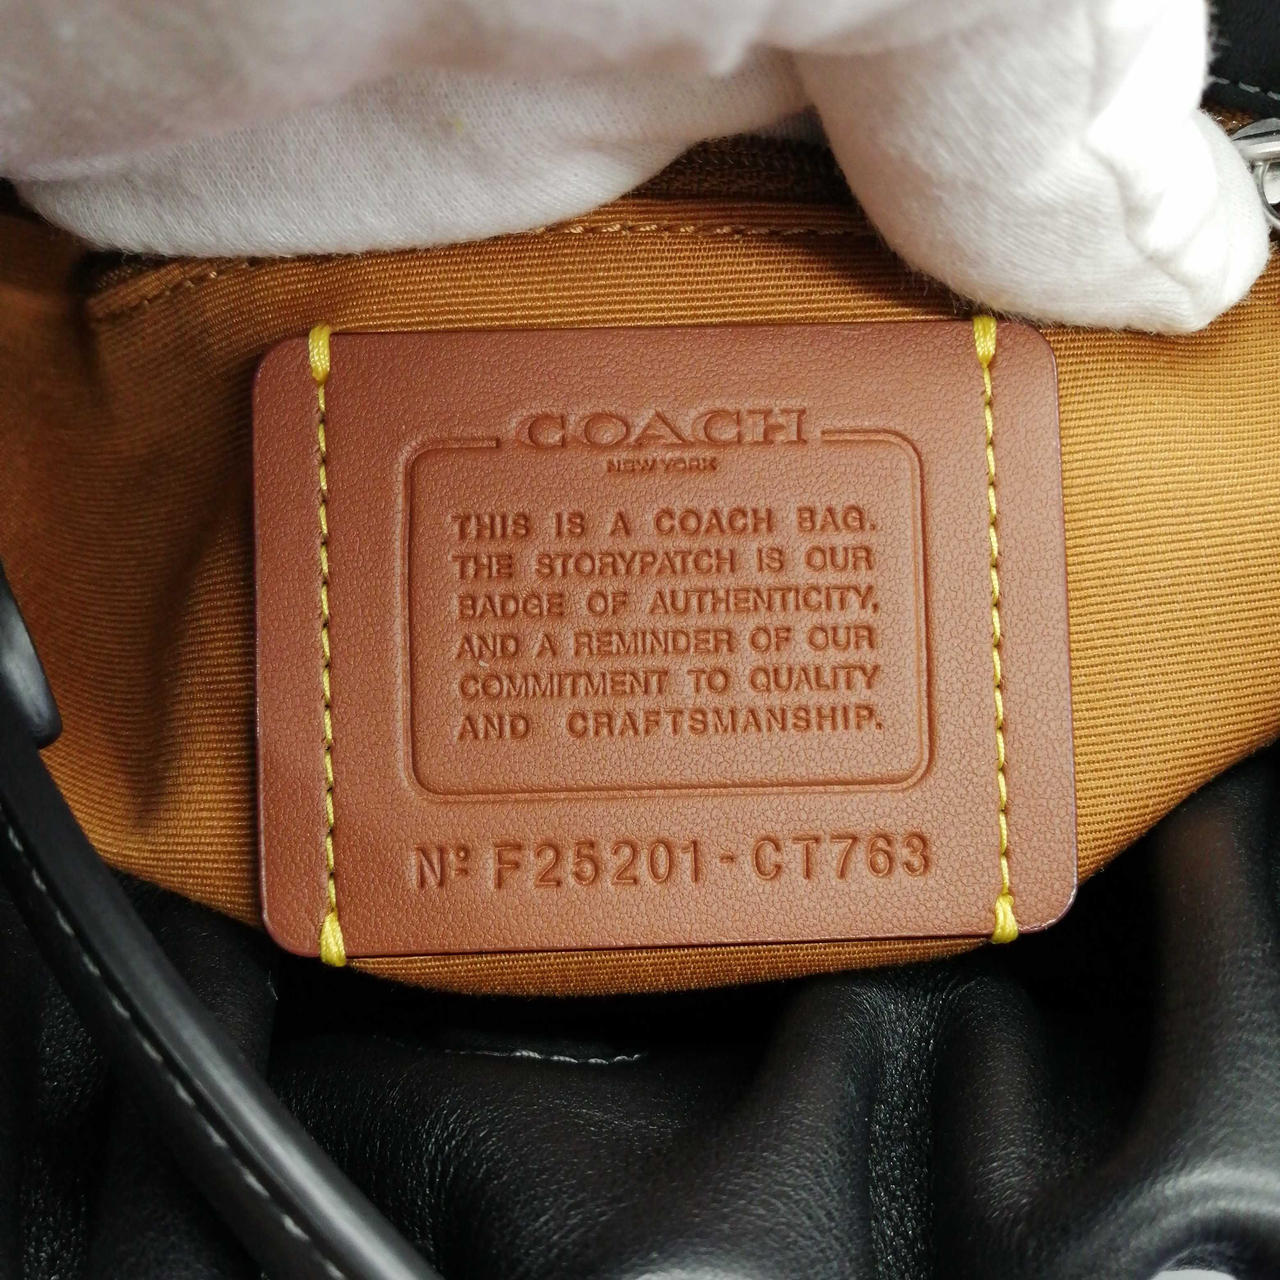 COACH
NEW YORK
THIS IS A COACH BAG.
THE STORYPATCH IS OUR
BADGE OF AUTHENTICITY,
AND A REMINDER OF OUR
COMMITMENT TO QUALITY
AND CRAFTSMANSHIP.
Nº F25201-CT763